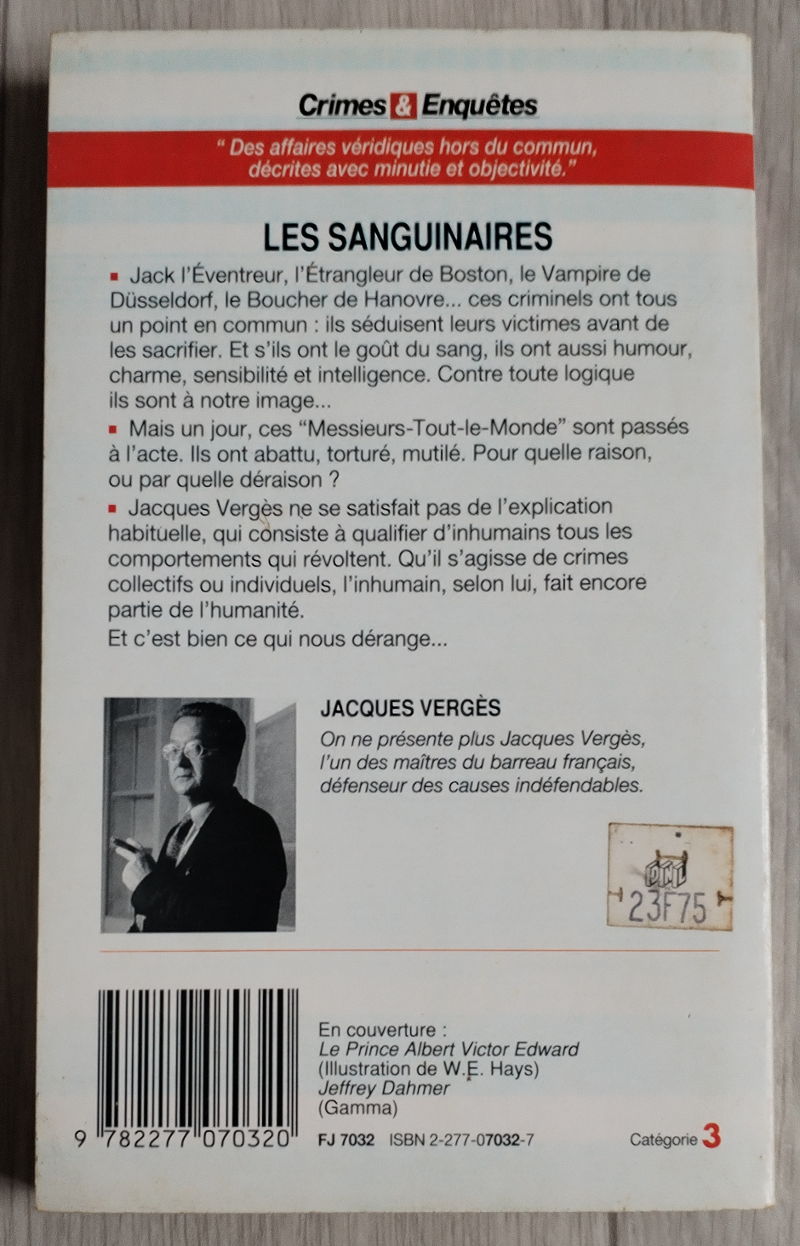 Crimes & Enquêtes
“ Des affaires véridiques hors du commun,
décrites avec minutie et objectivité.”
LES SANGUINAIRES
▪ Jack l’Éventreur, l’Étrangleur de Boston, le Vampire de
Düsseldorf, le Boucher de Hanovre... ces criminels ont tous
un point en commun : ils séduisent leurs victimes avant de
les sacrifier. Et s’ils ont le goût du sang, ils ont aussi humour,
charme, sensibilité et intelligence. Contre toute logique
ils sont à notre image...
▪ Mais un jour, ces “Messieurs-Tout-le-Monde” sont passés
à l’acte. Ils ont abattu, torturé, mutilé. Pour quelle raison,
ou par quelle déraison ?
▪ Jacques Vergès ne se satisfait pas de l’explication
habituelle, qui consiste à qualifier d’inhumains tous les
comportements qui révoltent. Qu’il s’agisse de crimes
collectifs ou individuels, l’inhumain, selon lui, fait encore
partie de l’humanité.
Et c’est bien ce qui nous dérange...
JACQUES VERGÈS
On ne présente plus Jacques Vergès,
l’un des maîtres du barreau français,
défenseur des causes indéfendables.
23F75
En couverture :
Le Prince Albert Victor Edward
(Illustration de W.E. Hays)
Jeffrey Dahmer
(Gamma)
9 782277 070320
FJ 7032 ISBN 2-277-07032-7
Catégorie 3